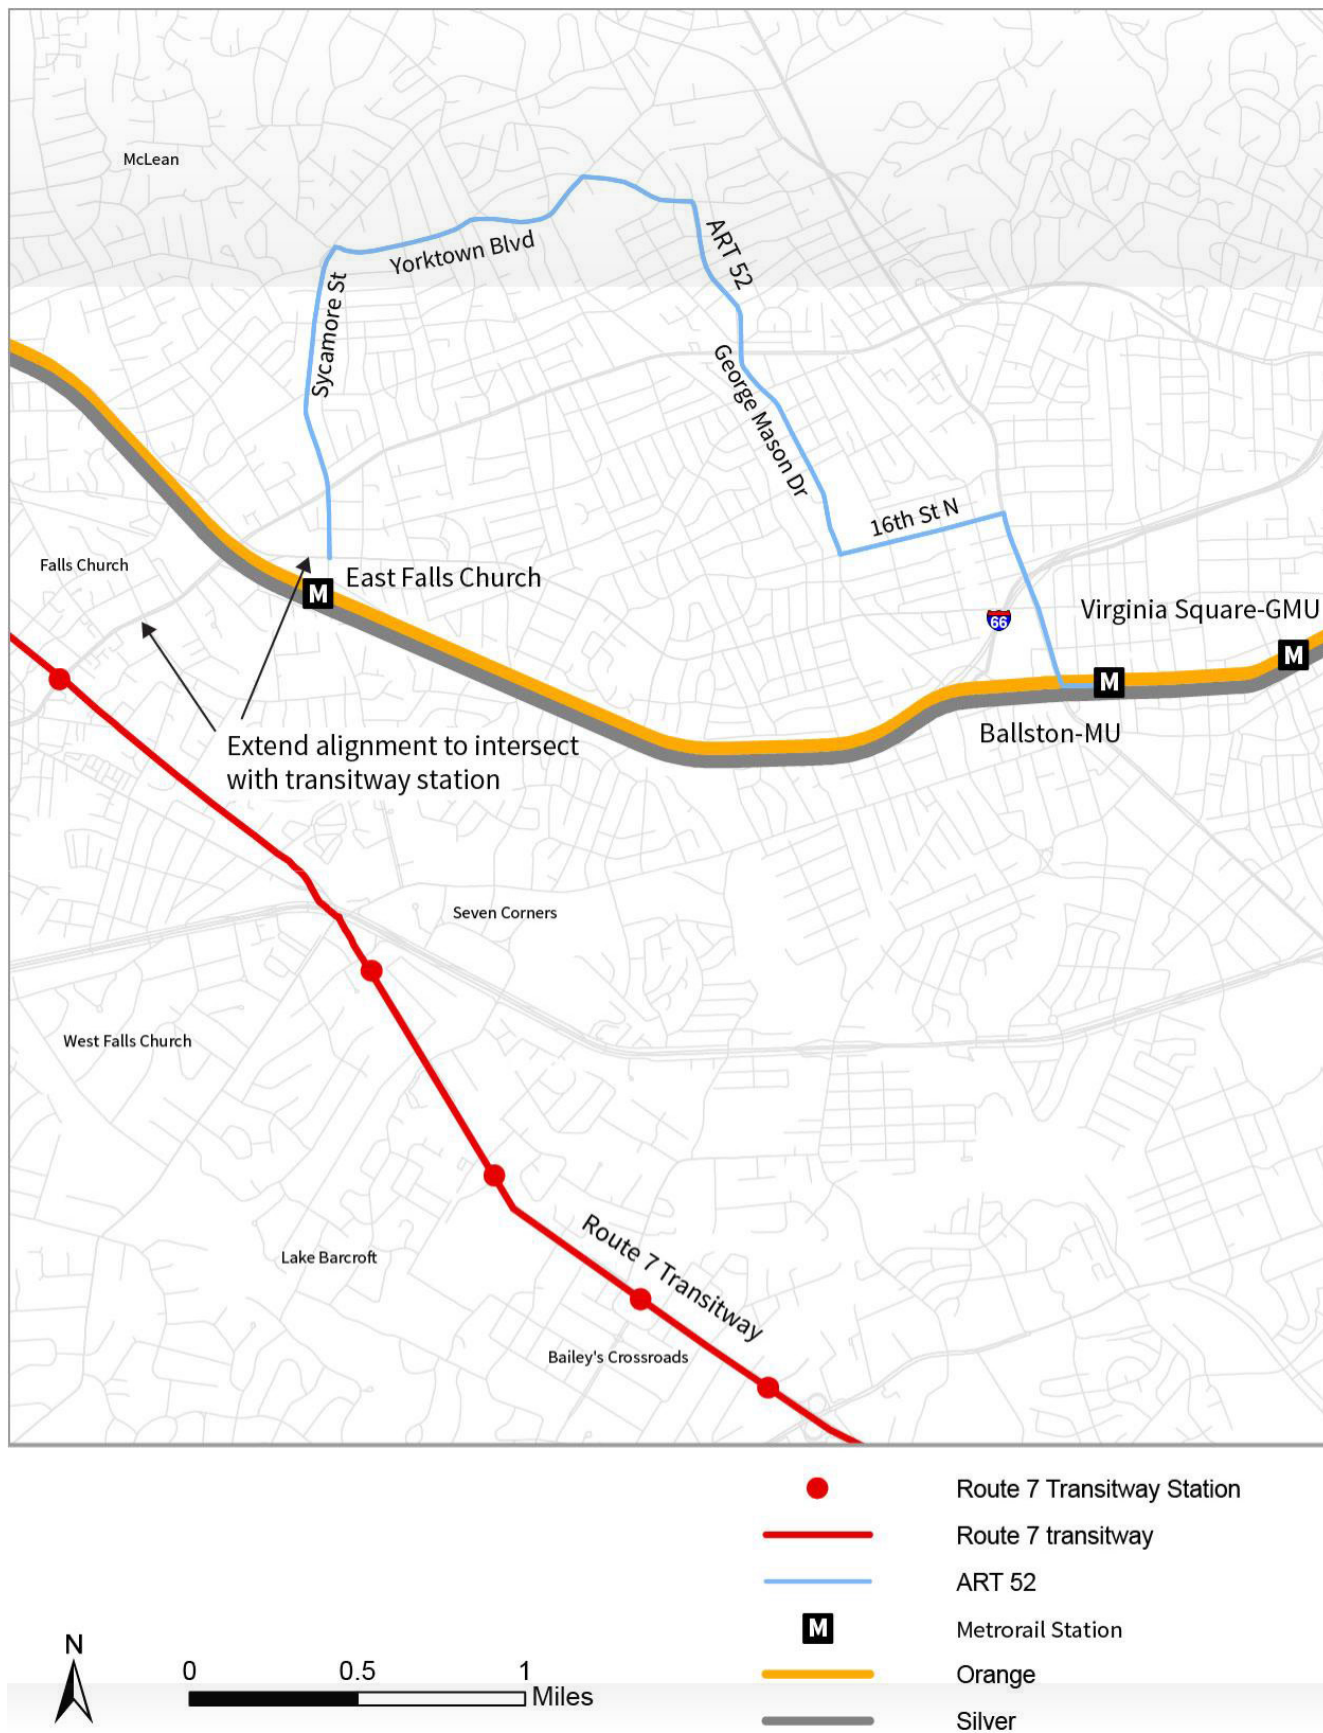 McLean
Yorktown Blvd
ART 52
Sycamore St
George Mason Dr
16th St N
Falls Church
M
East Falls Church
66
Virginia Square-GMU
M
M
Ballston-MU
Extend alignment to intersect
with transitway station
Seven Corners
West Falls Church
Lake Barcroft
Route 7 Transitway
Bailey's Crossroads
Route 7 Transitway Station
Route 7 transitway
ART 52
M Metrorail Station
Orange
Silver
N
0 0.5 1
Miles